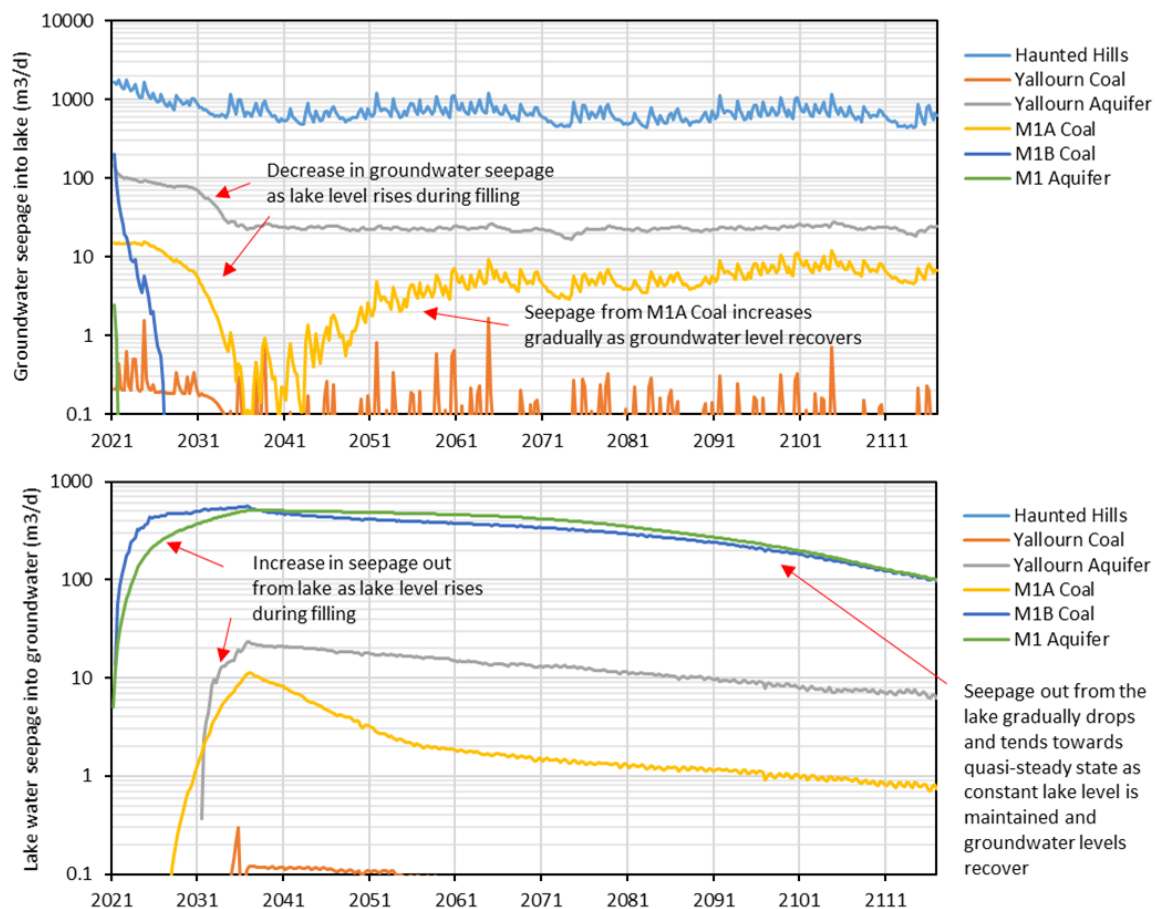 Groundwater seepage into lake (m3/d)
10000
1000
100
10
1
0.1
2021 2031 2041 2051 2061 2071 2081 2091 2101 2111
Decrease in groundwater seepage
as lake level rises during filling
Seepage from M1A Coal increases
gradually as groundwater level recovers
Haunted Hills
Yallourn Coal
Yallourn Aquifer
M1A Coal
M1B Coal
M1 Aquifer
Lake water seepage into groundwater (m3/d)
1000
100
10
1
0.1
2021 2031 2041 2051 2061 2071 2081 2091 2101 2111
Increase in seepage out
from lake as lake level rises
during filling
Haunted Hills
Yallourn Coal
Yallourn Aquifer
M1A Coal
M1B Coal
M1 Aquifer
Seepage out from the
lake gradually drops
and tends towards
quasi-steady state as
constant lake level is
maintained and
groundwater levels
recover